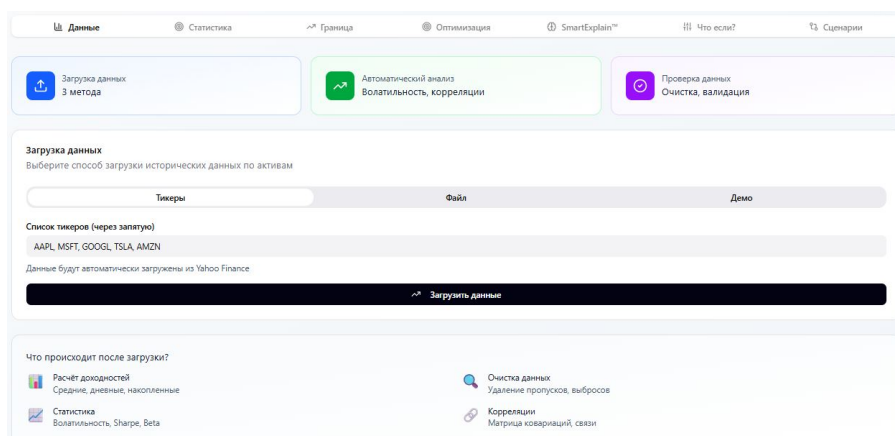 Данные
Статистика
Граница
Оптимизация
SmartExplain™
Что если?
Сценарии
Загрузка данных
3 метода
Автоматический анализ
Волатильность, корреляции
Проверка данных
Очистка, валидация
Загрузка данных
Выберите способ загрузки исторических данных по активам
Тикеры
Файл
Демо
Список тикеров (через запятую)
AAPL, MSFT, GOOGL, TSLA, AMZN
Данные будут автоматически загружены из Yahoo Finance
Загрузить данные
Что происходит после загрузки?
Расчёт доходностей
Средние, дневные, накопленные
Очистка данных
Удаление пропусков, выбросов
Статистика
Волатильность, Sharpe, Beta
Корреляции
Матрица ковариаций, связи